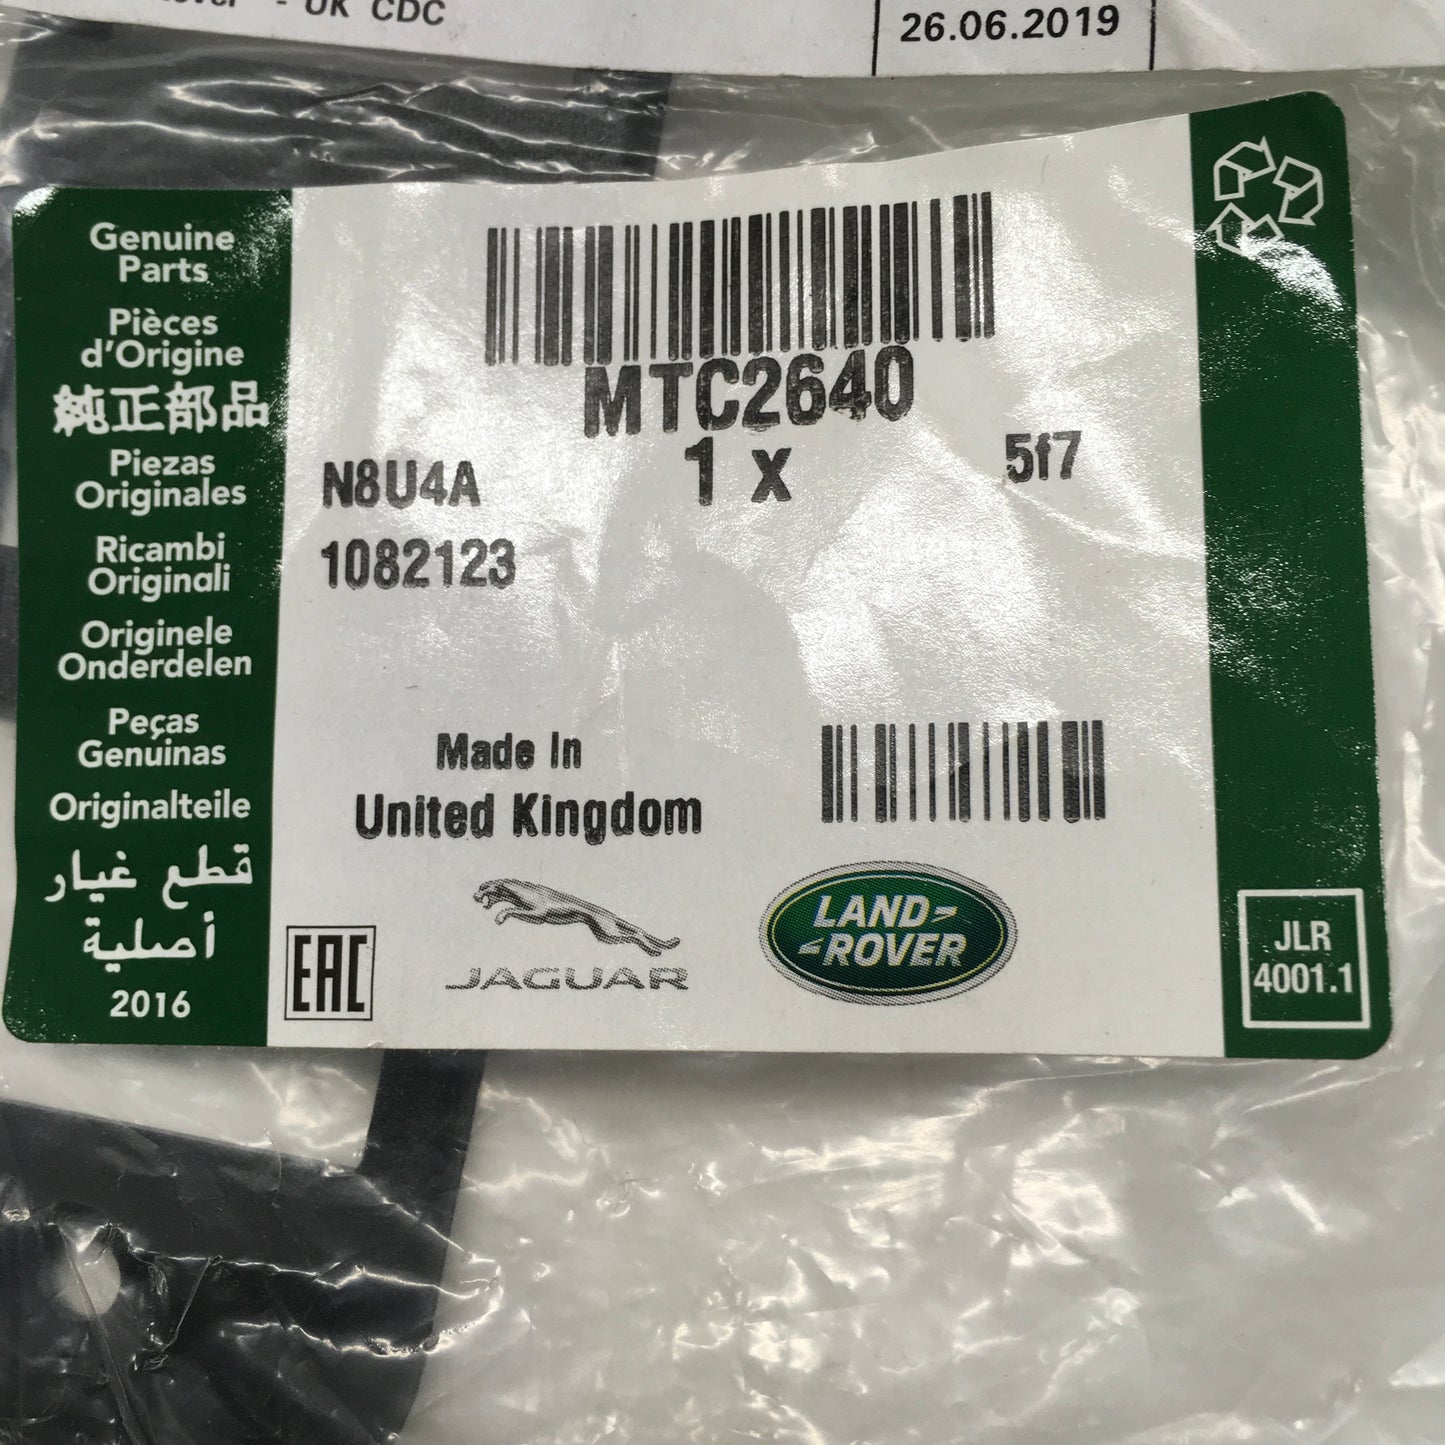 - UK CDC
26.06.2019
Genuine
Parts
Pièces
d'Origine
純正部品
Piezas
Originales
Ricambi
Originali
Originele
Onderdelen
Peças
Genuinas
Originalteile
قطع غيار
أصلية
2016
MTC2640
1 x
5f7
N8U4A
1082123
Made In
United Kingdom
EAC
JAGUAR
LAND-
-ROVER
JLR
4001.1